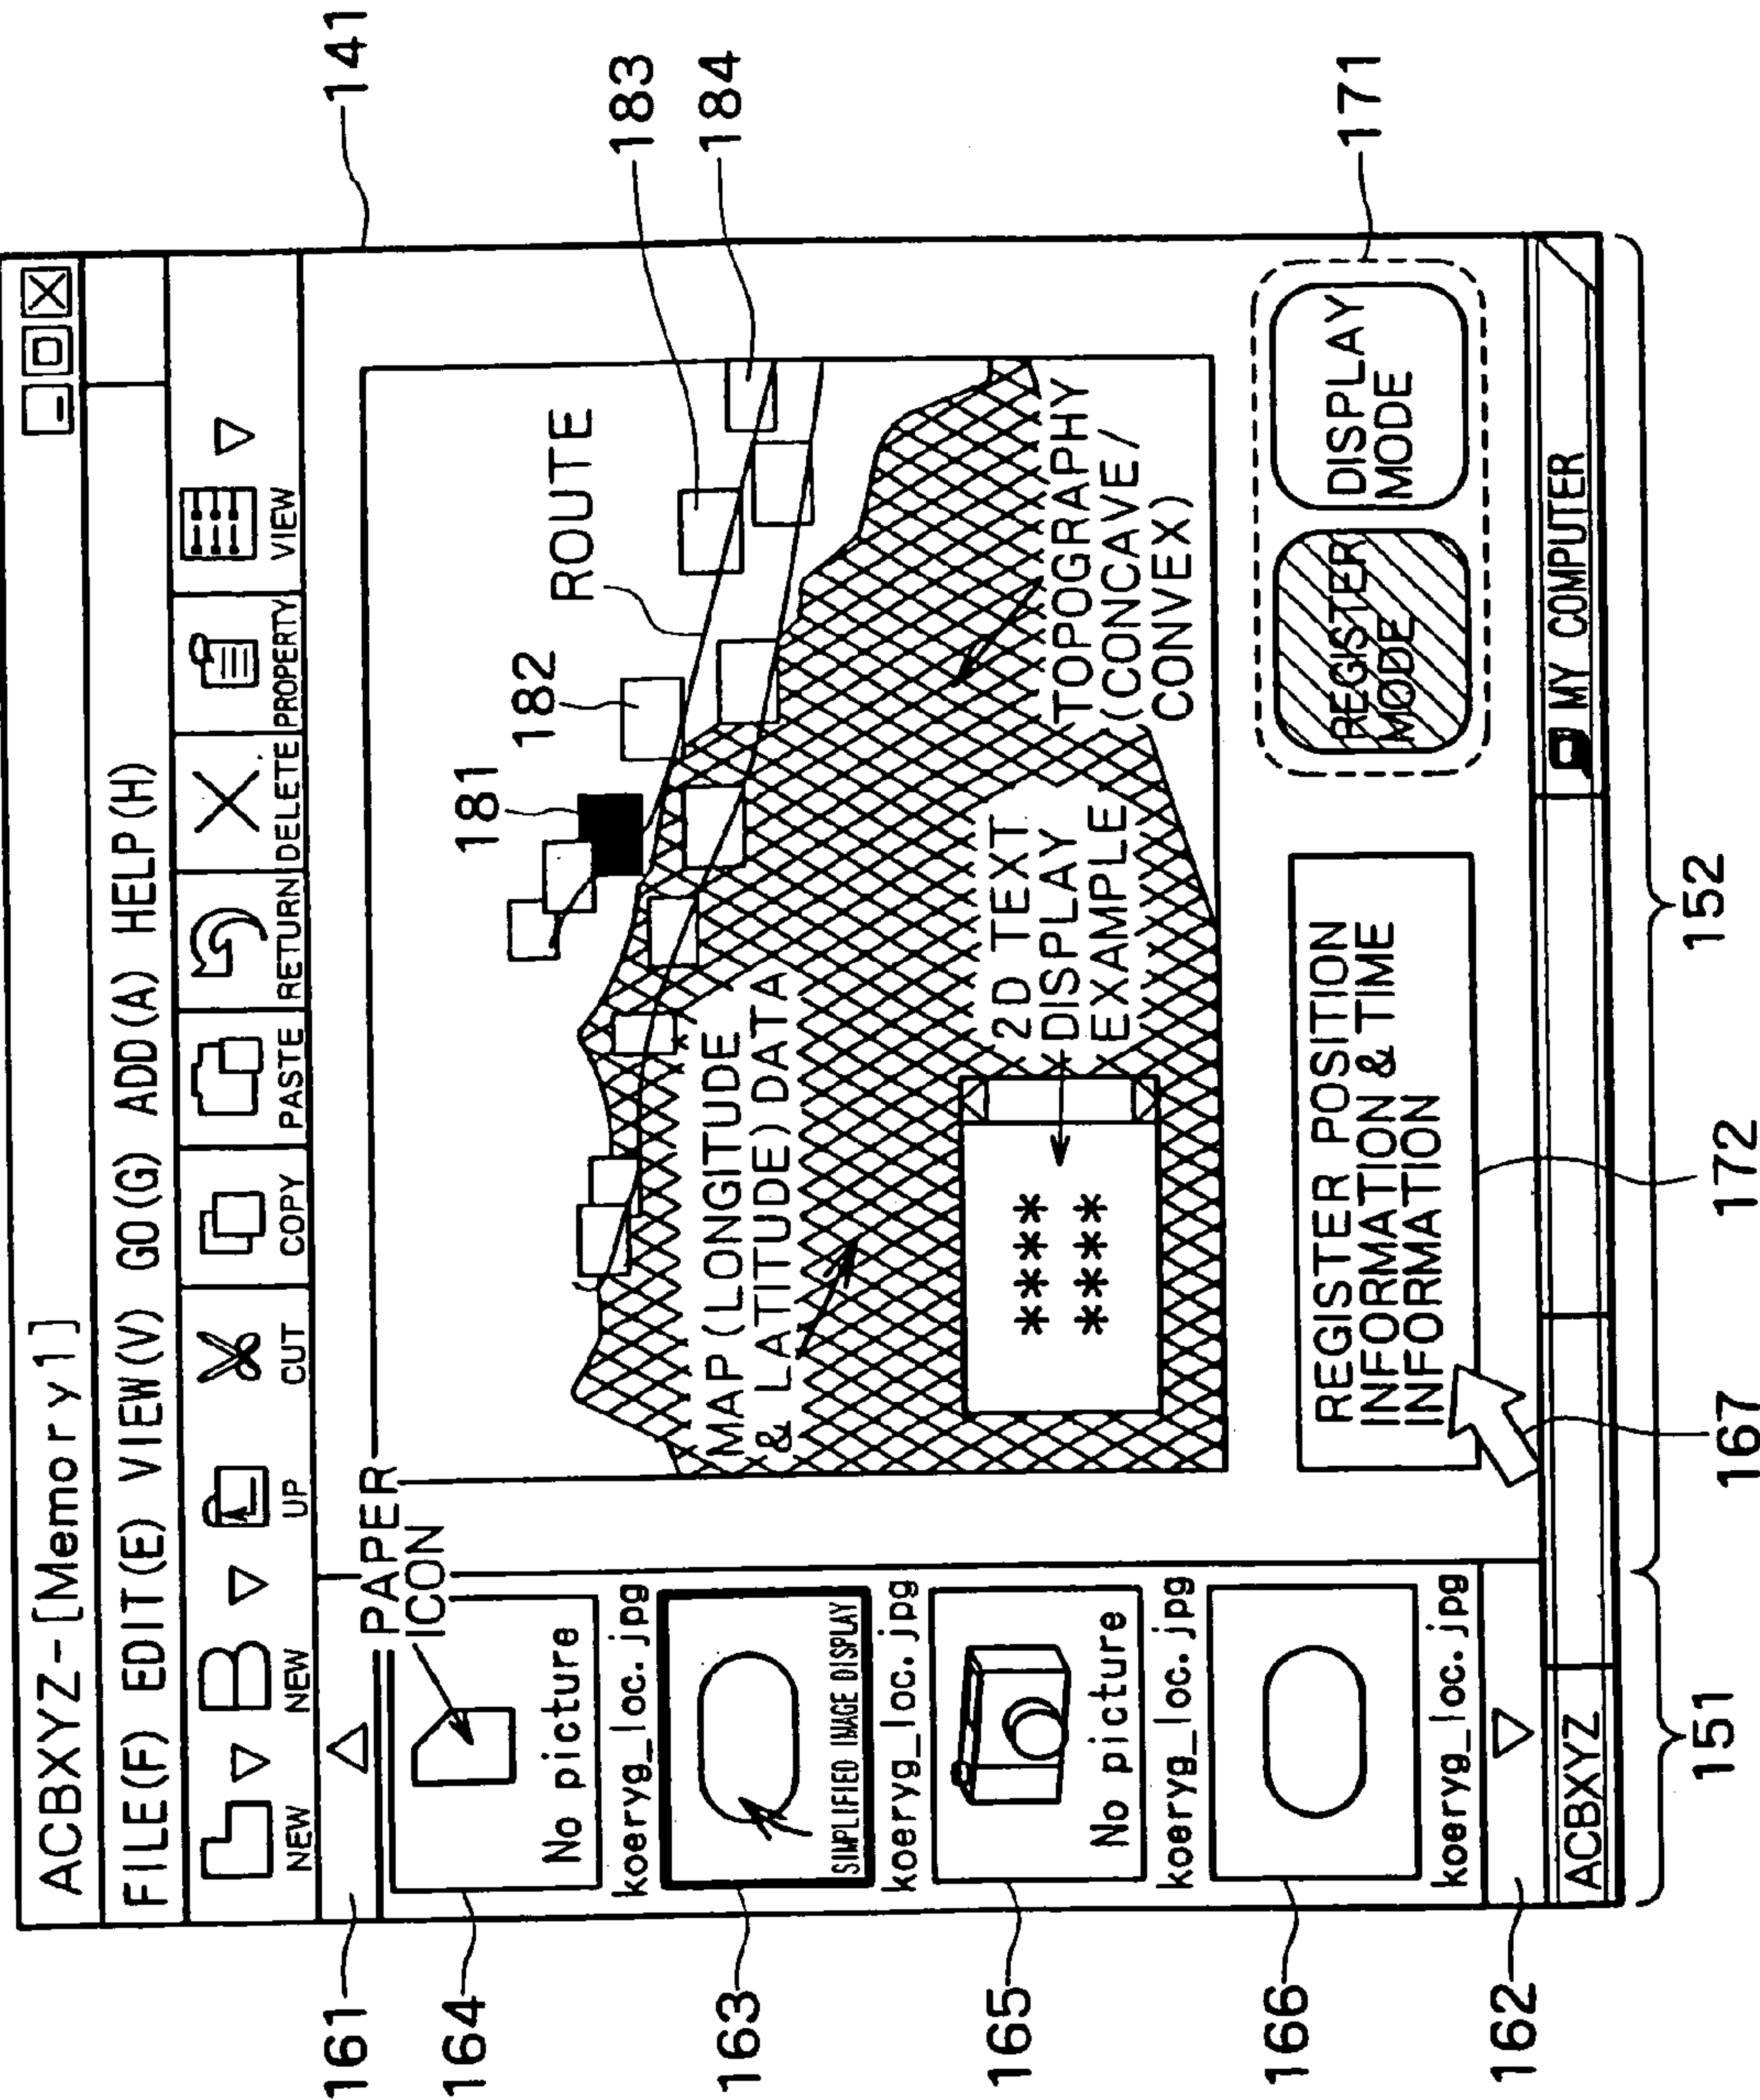 ACBXYZ-[Memory1]
FILE(F) EDIT(E) VIEW(V) GO(G) ADD(A) HELP(H)
NEW NEW UP CUT COPY PASTE RETURN DELETE PROPERTY VIEW
141
161
164
163
165
166
162
PAPER
ICON
No picture
koeryg_loc.jpg
SIMPLIFIED IMAGE DISPLAY
koeryg_loc.jpg
No picture
koeryg_loc.jpg
koeryg_loc.jpg
181
182
ROUTE
183
184
MAP (LONGITUDE
& LATITUDE) DATA
2D TEXT
DISPLAY
EXAMPLE
****
****
TOPOGRAPHY
(CONCAVE/
CONVEX)
REGISTER POSITION
INFORMATION & TIME
INFORMATION
REGISTER
MODE
DISPLAY
MODE
171
ACBXYZ
MY COMPUTER
151
167
172
152